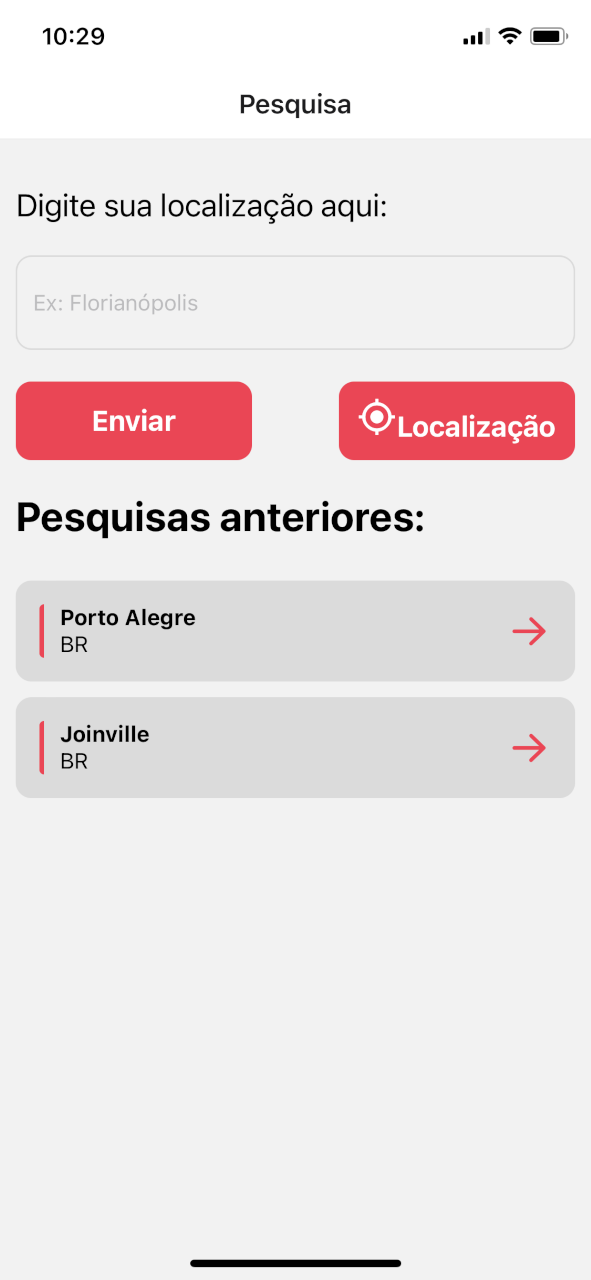 10:29
Pesquisa
Digite sua localização aqui:
Ex: Florianópolis
Enviar
Localização
Pesquisas anteriores:
Porto Alegre
BR
Joinville
BR